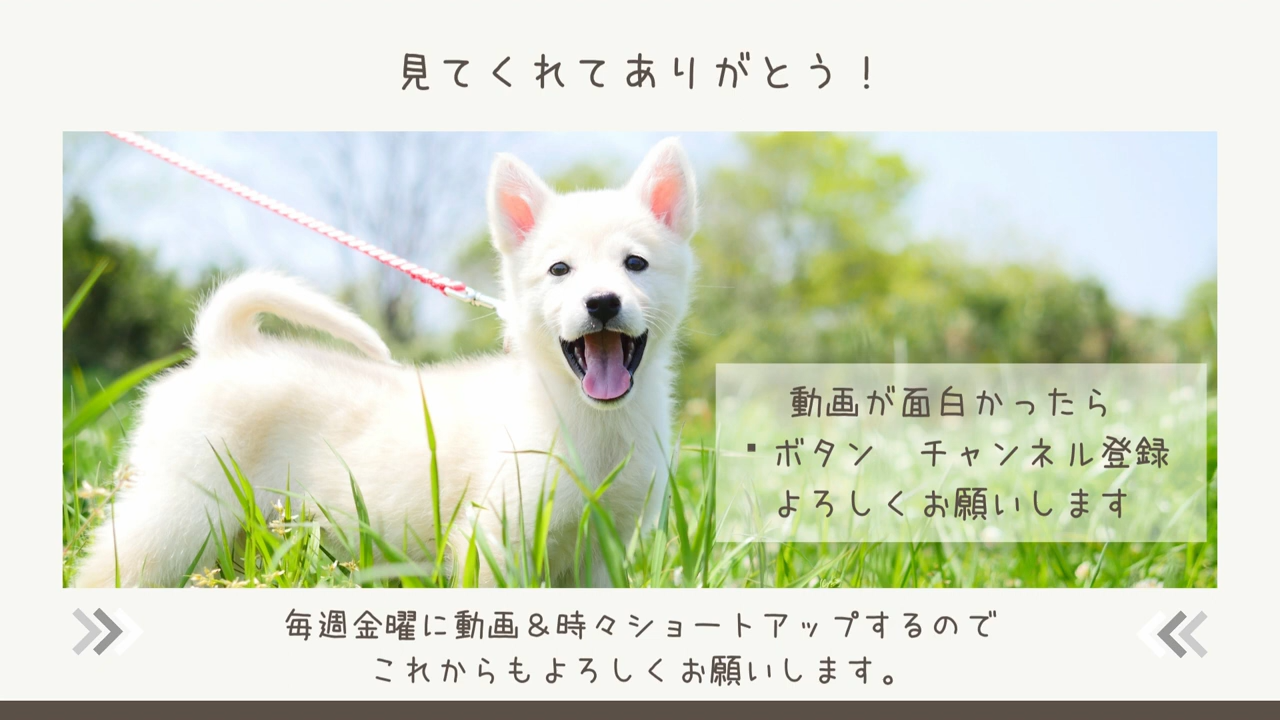 見てくれてありがとう！
動画が面白かったら
▪ボタン　チャンネル登録
よろしくお願いします
毎週金曜に動画＆時々ショートアップするので
これからもよろしくお願いします。